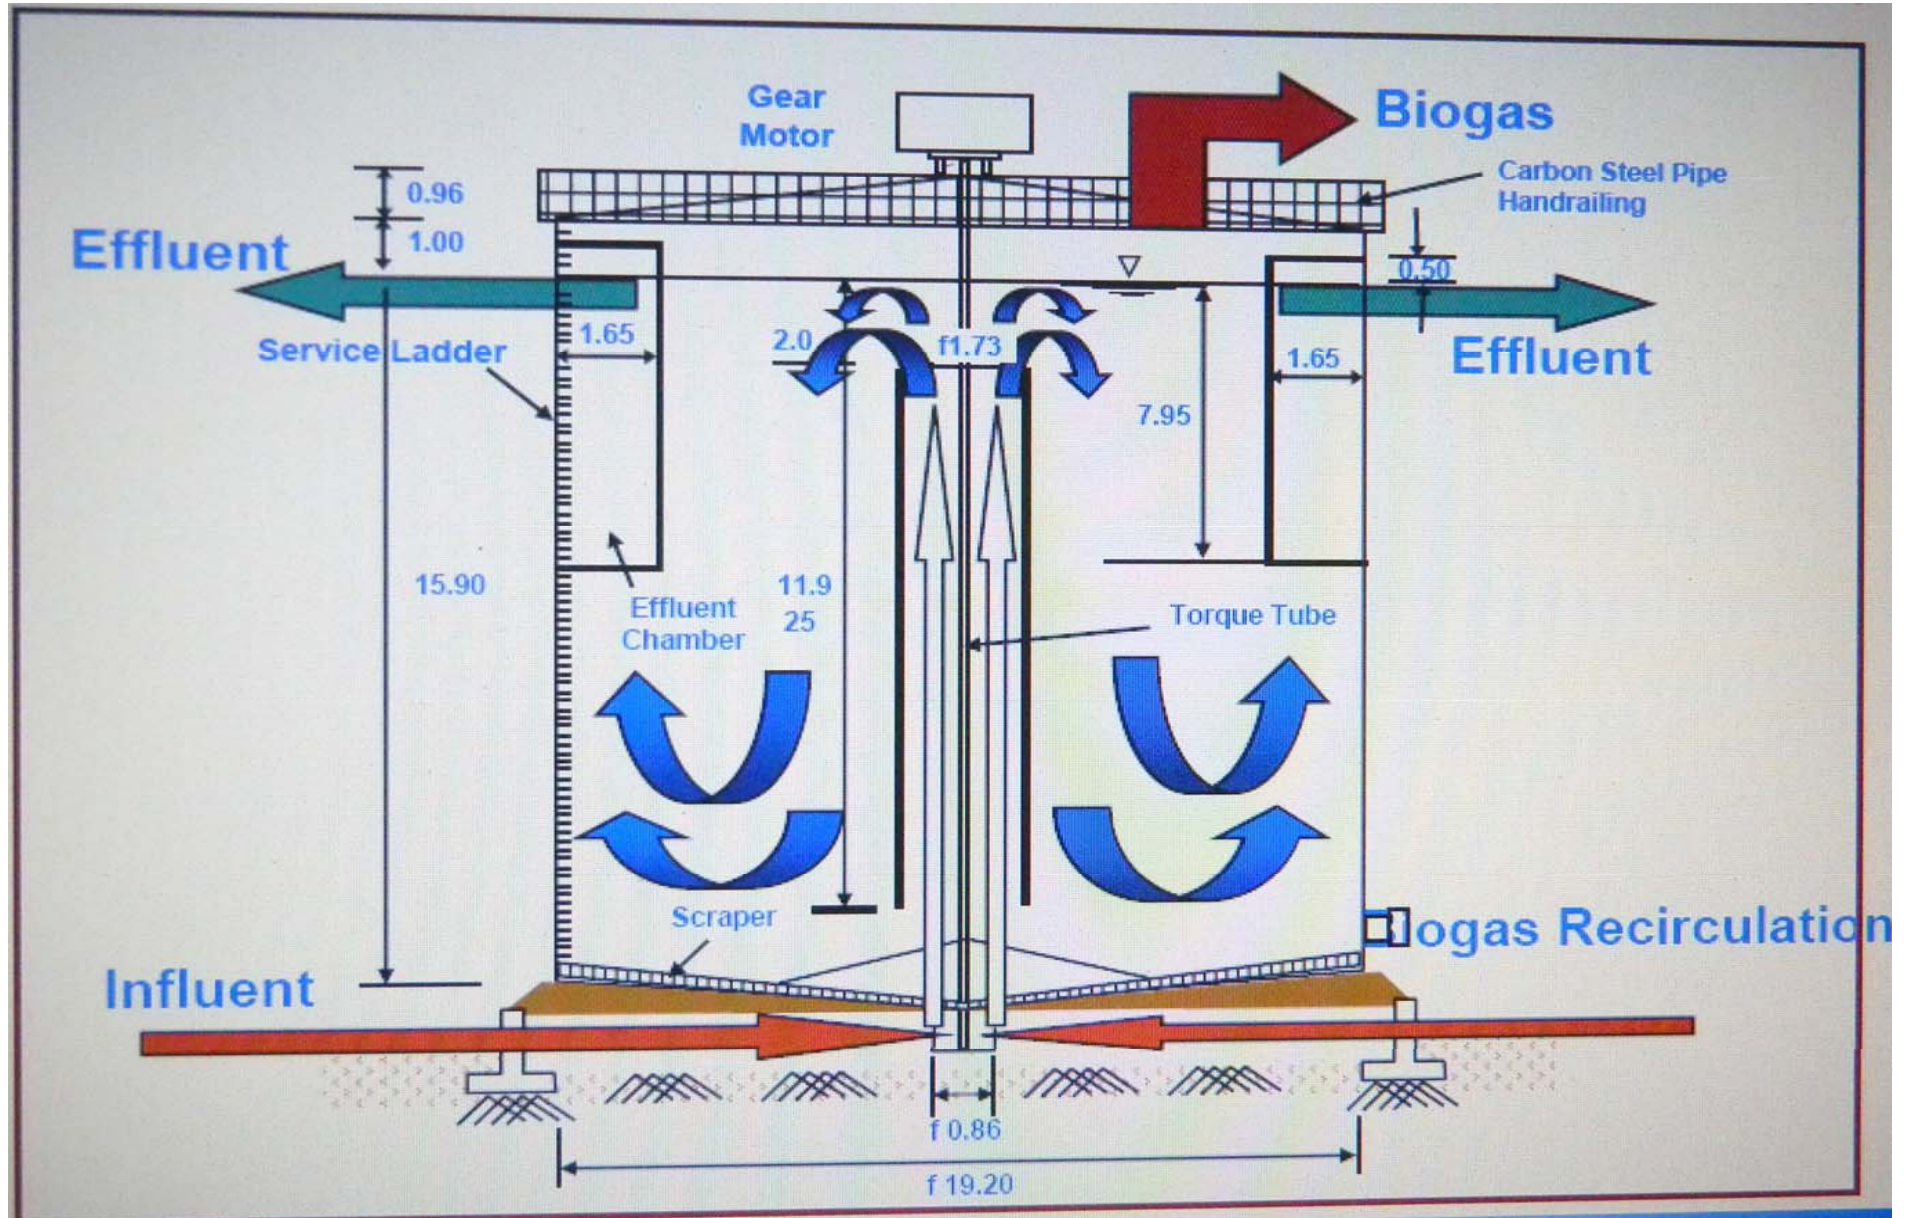 Gear
Motor
Biogas
Carbon Steel Pipe
Handrailing
0.96
1.00
Effluent
0.50
Service Ladder
1.65
2.0
f1.73
1.65
Effluent
7.95
15.90
11.9
25
Effluent
Chamber
Torque Tube
Scraper
ogas Recirculation
Influent
f 0.86
f 19.20